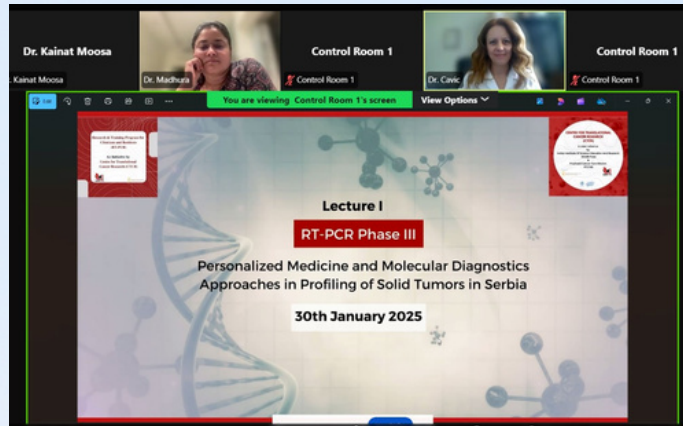 Dr. Kainat Moosa
Control Room 1
Control Room 1
Dr. Kainat Moosa
Dr. Madhura
Control Room 1
Dr. Cavic
Control Room 1
Edit
You are viewing Control Room 1's screen
View Options
Lecture I
RT-PCR Phase III
Personalized Medicine and Molecular Diagnostics
Approaches in Profiling of Solid Tumors in Serbia
30th January 2025